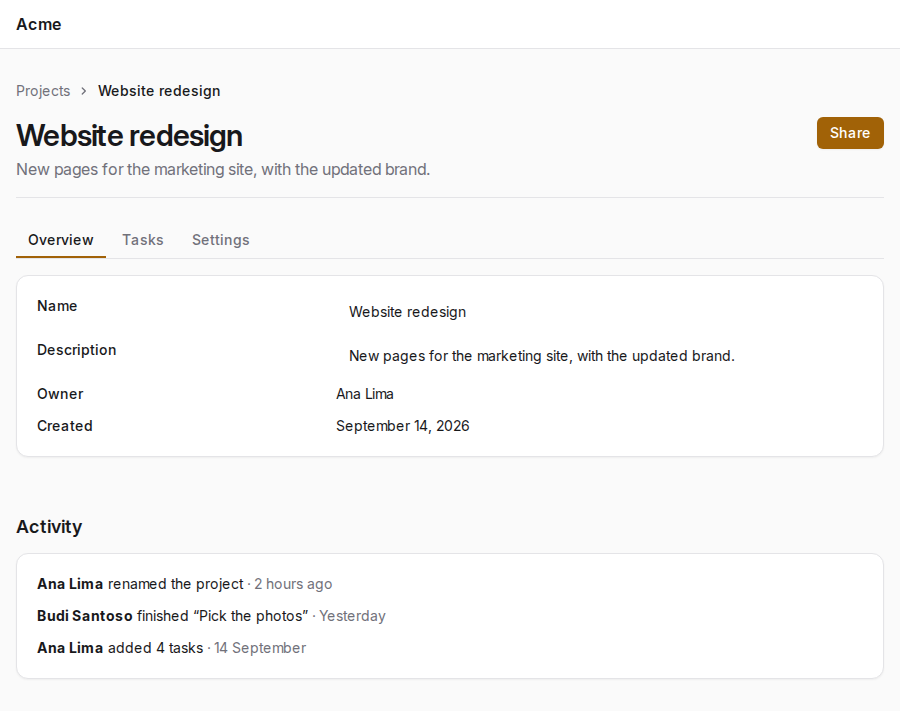 Acme
Projects › Website redesign
Website redesign
Share
New pages for the marketing site, with the updated brand.
Overview Tasks Settings
Name Website redesign
Description New pages for the marketing site, with the updated brand.
Owner Ana Lima
Created September 14, 2026
Activity
Ana Lima renamed the project · 2 hours ago
Budi Santoso finished “Pick the photos” · Yesterday
Ana Lima added 4 tasks · 14 September